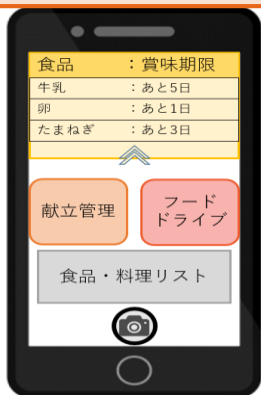 食品 ：賞味期限
牛乳 ：あと5日
卵 ：あと1日
たまねぎ ：あと3日
献立管理
フード
ドライブ
食品・料理リスト